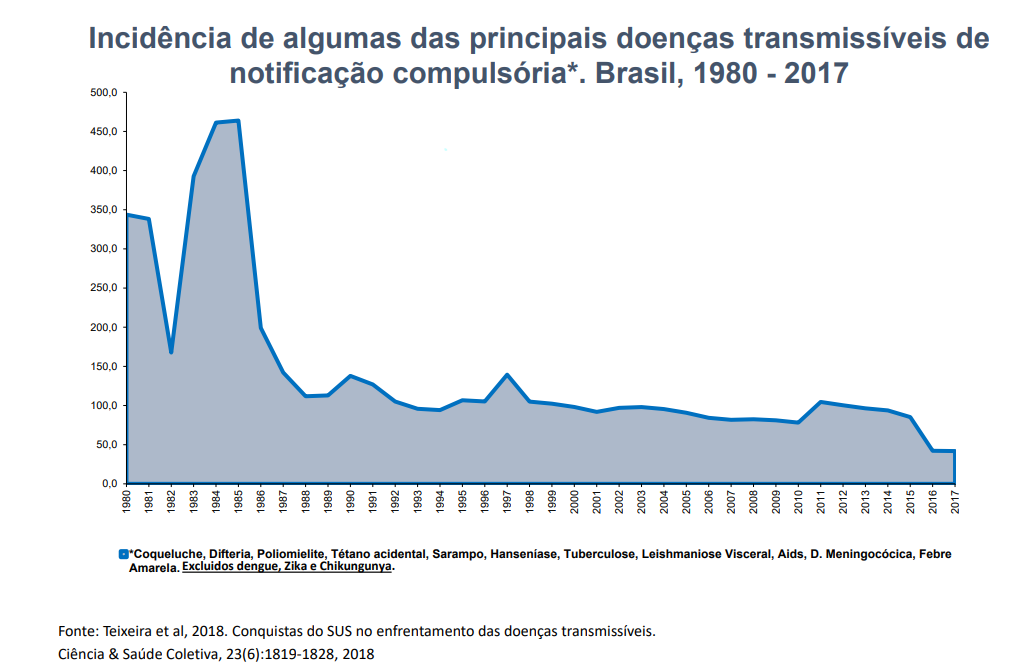 Incidência de algumas das principais doenças transmissíveis de
notificação compulsória*. Brasil, 1980 - 2017
500,0
450,0
400,0
350,0
300,0
250,0
200,0
150,0
100,0
50,0
0,0
1980 1981 1982 1983 1984 1985 1986 1987 1988 1989 1990 1991 1992 1993 1994 1995 1996 1997 1998 1999 2000 2001 2002 2003 2004 2005 2006 2007 2008 2009 2010 2011 2012 2013 2014 2015 2016 2017
*Coqueluche, Difteria, Poliomielite, Tétano acidental, Sarampo, Hanseníase, Tuberculose, Leishmaniose Visceral, Aids, D. Meningocócica, Febre
Amarela. Excluidos dengue, Zika e Chikungunya.
Fonte: Teixeira et al, 2018. Conquistas do SUS no enfrentamento das doenças transmissíveis.
Ciência & Saúde Coletiva, 23(6):1819-1828, 2018